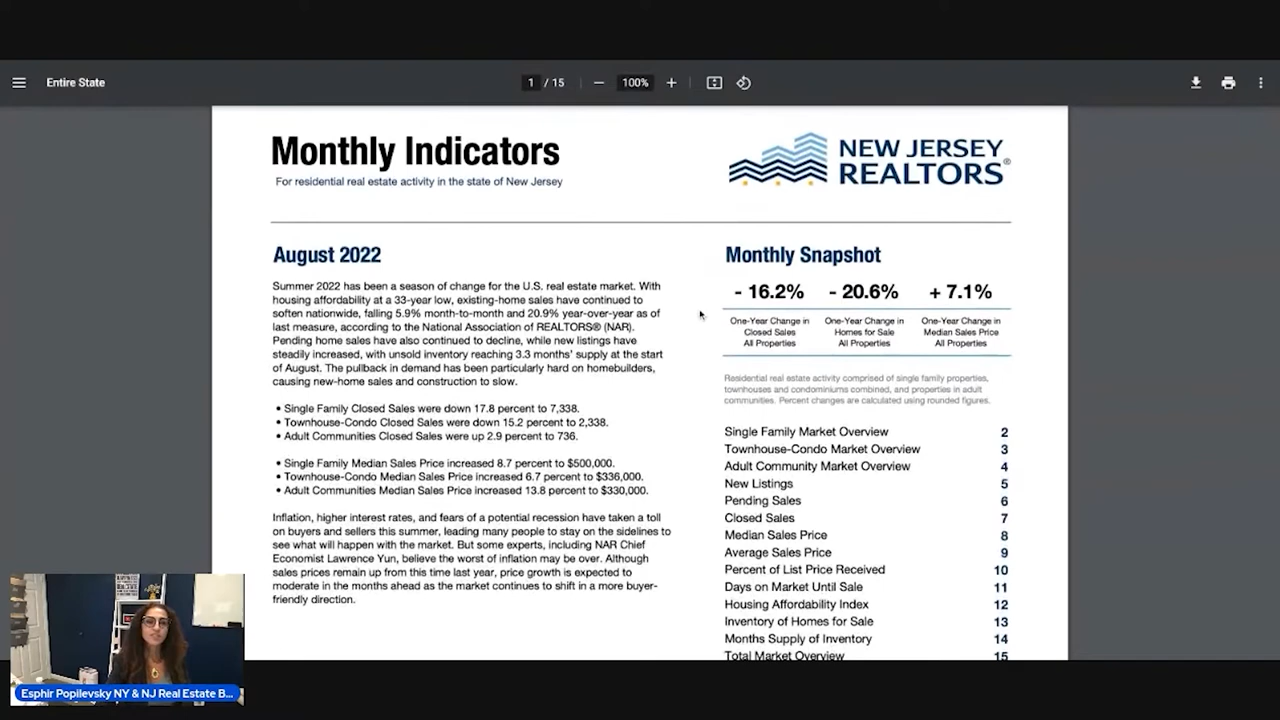 Entire State
1 / 15
100%
Monthly Indicators
For residential real estate activity in the state of New Jersey
NEW JERSEY
REALTORS®
August 2022
Summer 2022 has been a season of change for the U.S. real estate market. With
housing affordability at a 33-year low, existing-home sales have continued to
soften nationwide, falling 5.9% month-to-month and 20.9% year-over-year as of
last measure, according to the National Association of REALTORS® (NAR).
Pending home sales have also continued to decline, while new listings have
steadily increased, with unsold inventory reaching 3.3 months' supply at the start
of August. The pullback in demand has been particularly hard on homebuilders,
causing new-home sales and construction to slow.
• Single Family Closed Sales were down 17.8 percent to 7,338.
• Townhouse-Condo Closed Sales were down 15.2 percent to 2,338.
• Adult Communities Closed Sales were up 2.9 percent to 736.
• Single Family Median Sales Price increased 8.7 percent to $500,000.
• Townhouse-Condo Median Sales Price increased 6.7 percent to $336,000.
• Adult Communities Median Sales Price increased 13.8 percent to $330,000.
Inflation, higher interest rates, and fears of a potential recession have taken a toll
on buyers and sellers this summer, leading many people to stay on the sidelines to
see what will happen with the market. But some experts, including NAR Chief
Economist Lawrence Yun, believe the worst of inflation may be over. Although
sales prices remain up from this time last year, price growth is expected to
moderate in the months ahead as the market continues to shift in a more buyer-
friendly direction.
Monthly Snapshot
- 16.2% - 20.6% + 7.1%
One-Year Change in One-Year Change in One-Year Change in
Closed Sales Homes for Sale Median Sales Price
All Properties All Properties All Properties
Residential real estate activity comprised of single family properties,
townhouses and condominiums combined, and properties in adult
communities. Percent changes are calculated using rounded figures.
Single Family Market Overview 2
Townhouse-Condo Market Overview 3
Adult Community Market Overview 4
New Listings 5
Pending Sales 6
Closed Sales 7
Median Sales Price 8
Average Sales Price 9
Percent of List Price Received 10
Days on Market Until Sale 11
Housing Affordability Index 12
Inventory of Homes for Sale 13
Months Supply of Inventory 14
Total Market Overview 15
Esphir Popilevsky NY & NJ Real Estate B...